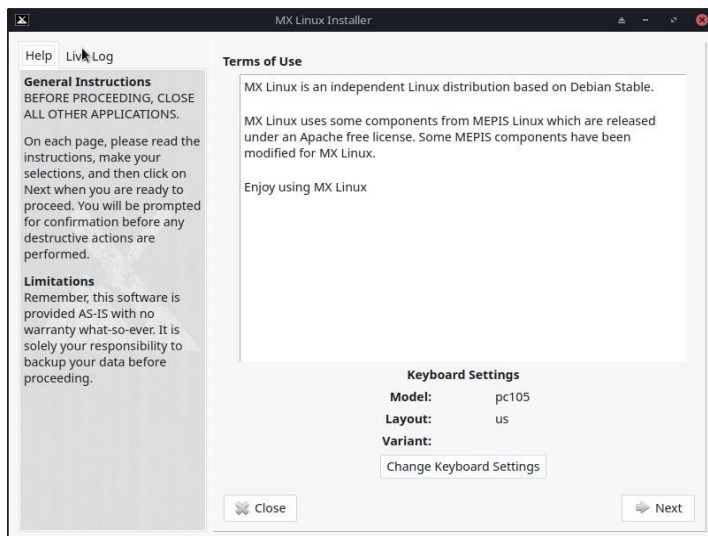 MX Linux Installer
Help
Live Log
General Instructions
BEFORE PROCEEDING, CLOSE
ALL OTHER APPLICATIONS.
On each page, please read the
instructions, make your
selections, and then click on
Next when you are ready to
proceed. You will be prompted
for confirmation before any
destructive actions are
performed.
Limitations
Remember, this software is
provided AS-IS with no
warranty what-so-ever. It is
solely your responsibility to
backup your data before
proceeding.
Terms of Use
MX Linux is an independent Linux distribution based on Debian Stable.
MX Linux uses some components from MEPIS Linux which are released
under an Apache free license. Some MEPIS components have been
modified for MX Linux.
Enjoy using MX Linux
Keyboard Settings
Model: pc105
Layout: us
Variant:
Change Keyboard Settings
Close
Next